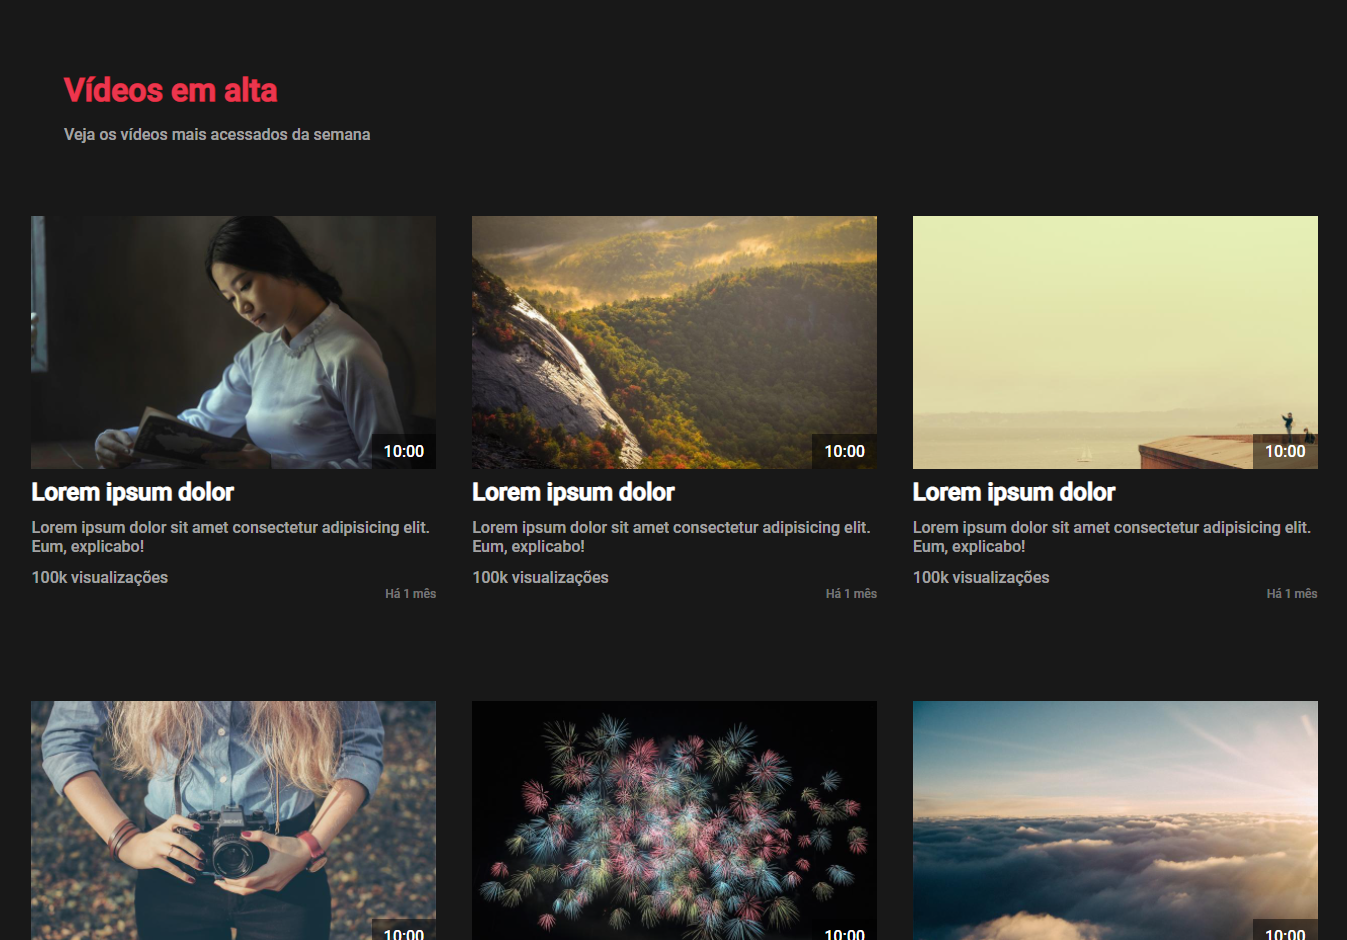 Vídeos em alta
Veja os vídeos mais acessados da semana
10:00
10:00
10:00
Lorem ipsum dolor
Lorem ipsum dolor
Lorem ipsum dolor
Lorem ipsum dolor sit amet consectetur adipisicing elit.
Eum, explicabo!
Lorem ipsum dolor sit amet consectetur adipisicing elit.
Eum, explicabo!
Lorem ipsum dolor sit amet consectetur adipisicing elit.
Eum, explicabo!
100k visualizações
100k visualizações
100k visualizações
Há 1 mês
Há 1 mês
Há 1 mês
10:00
10:00
10:00